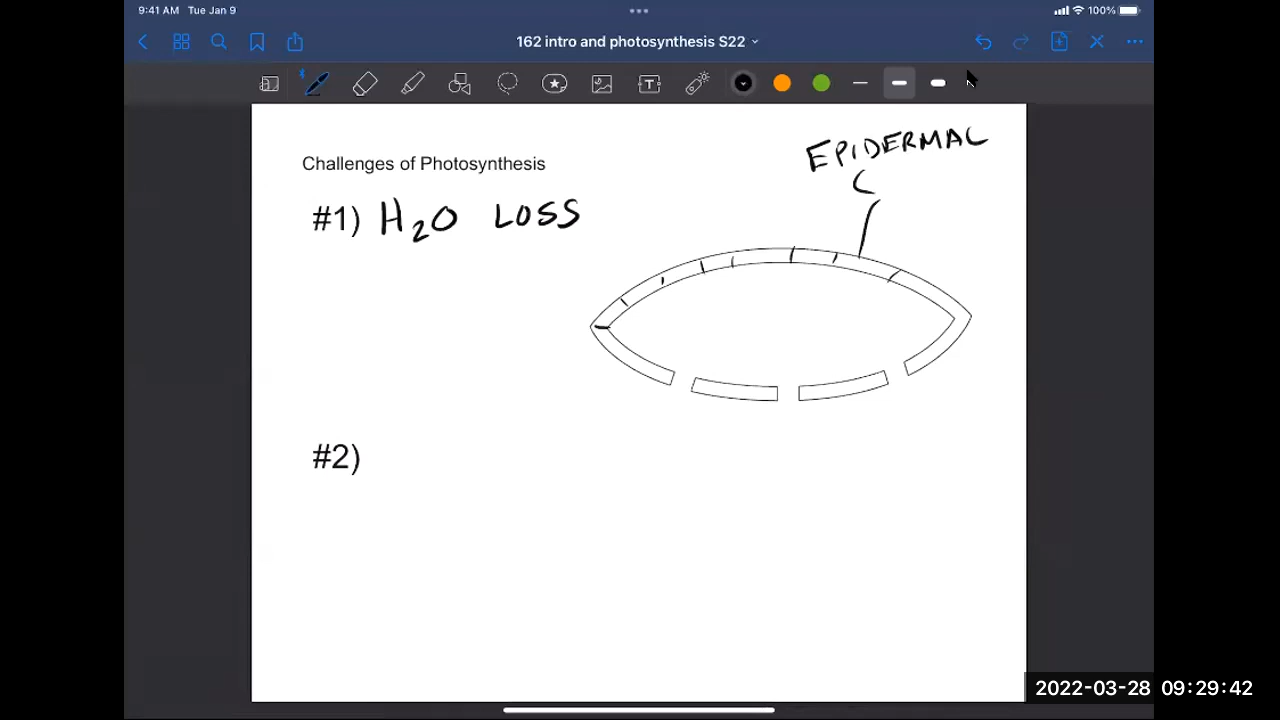 9:41 AM Tue Jan 9
100%
162 intro and photosynthesis S22
T
Challenges of Photosynthesis
EPIDERMAL
C
#1) H₂O LOSS
#2)
2022-03-28 09:29:42